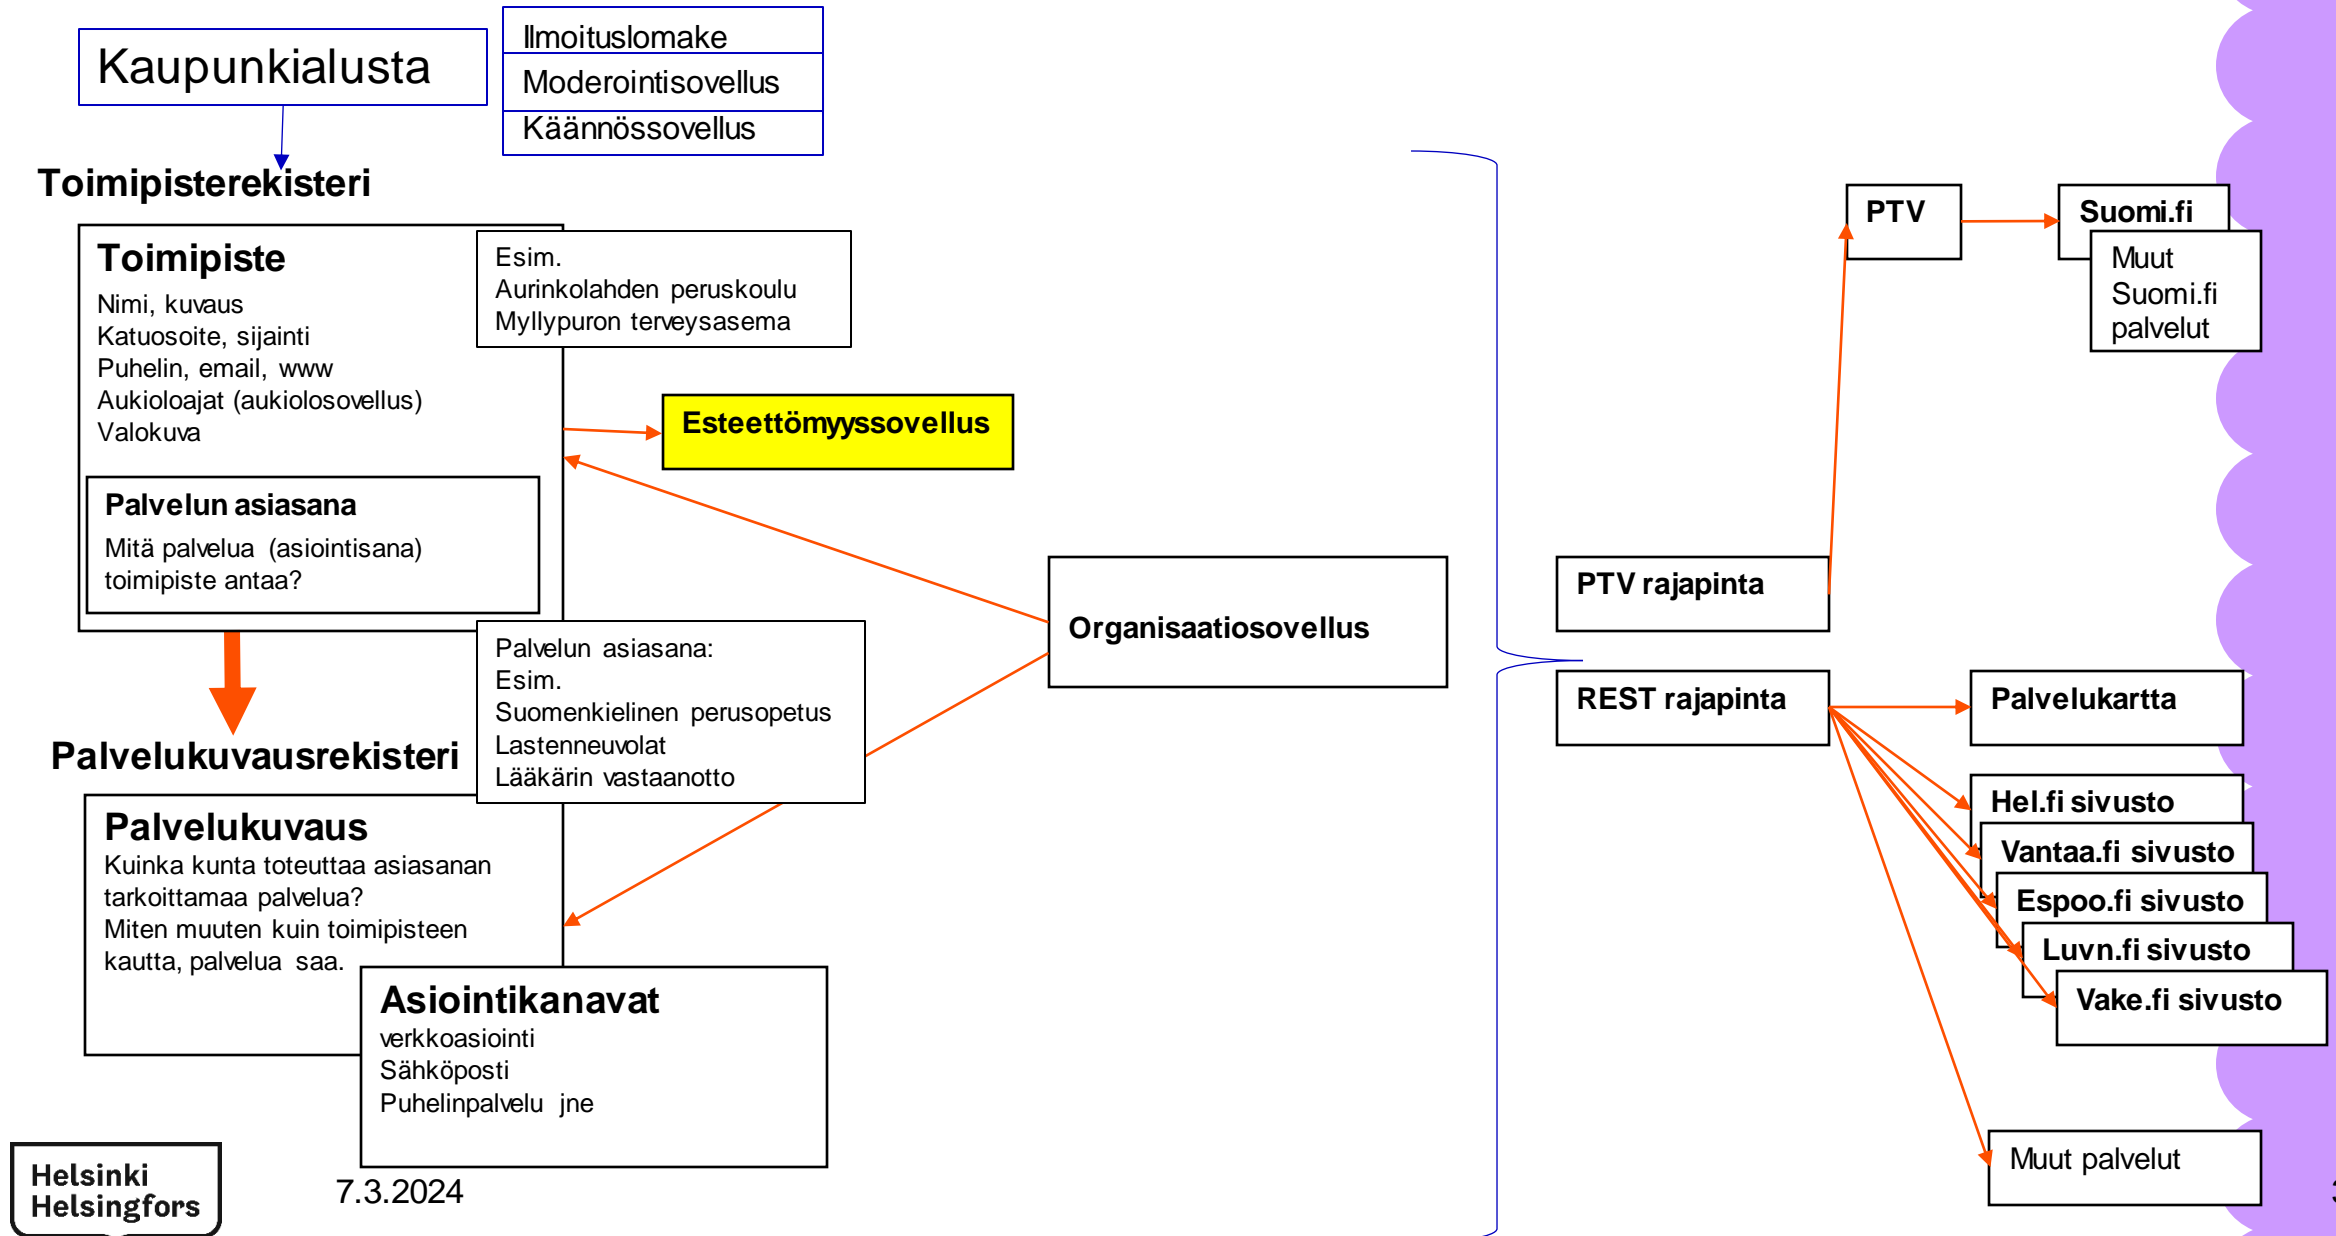 Kaupunkialusta
Ilmoituslomake
Moderointisovellus
Käännössovellus
Toimipisterekisteri
Toimipiste
Nimi, kuvaus
Katuosoite, sijainti
Puhelin, email, www
Aukioloajat (aukiolosovellus)
Valokuva
Esim.
Aurinkolahden peruskoulu
Myllypuron terveysasema
Esteettömyyssovellus
Palvelun asiasana
Mitä palvelua (asiointisana)
toimipiste antaa?
Palvelun asiasana:
Esim.
Suomenkielinen perusopetus
Lastenneuvolat
Lääkärin vastaanotto
Organisaatiosovellus
Palvelukuvausrekisteri
Palvelukuvaus
Kuinka kunta toteuttaa asiasanan
tarkoittamaa palvelua?
Miten muuten kuin toimipisteen
kautta, palvelua saa.
Asiointikanavat
verkkoasiointi
Sähköposti
Puhelinpalvelu jne
PTV
Suomi.fi
Muut
Suomi.fi
palvelut
PTV rajapinta
REST rajapinta
Palvelukartta
Hel.fi sivusto
Vantaa.fi sivusto
Espoo.fi sivusto
Luvn.fi sivusto
Vake.fi sivusto
Muut palvelut
Helsinki
Helsingfors
7.3.2024